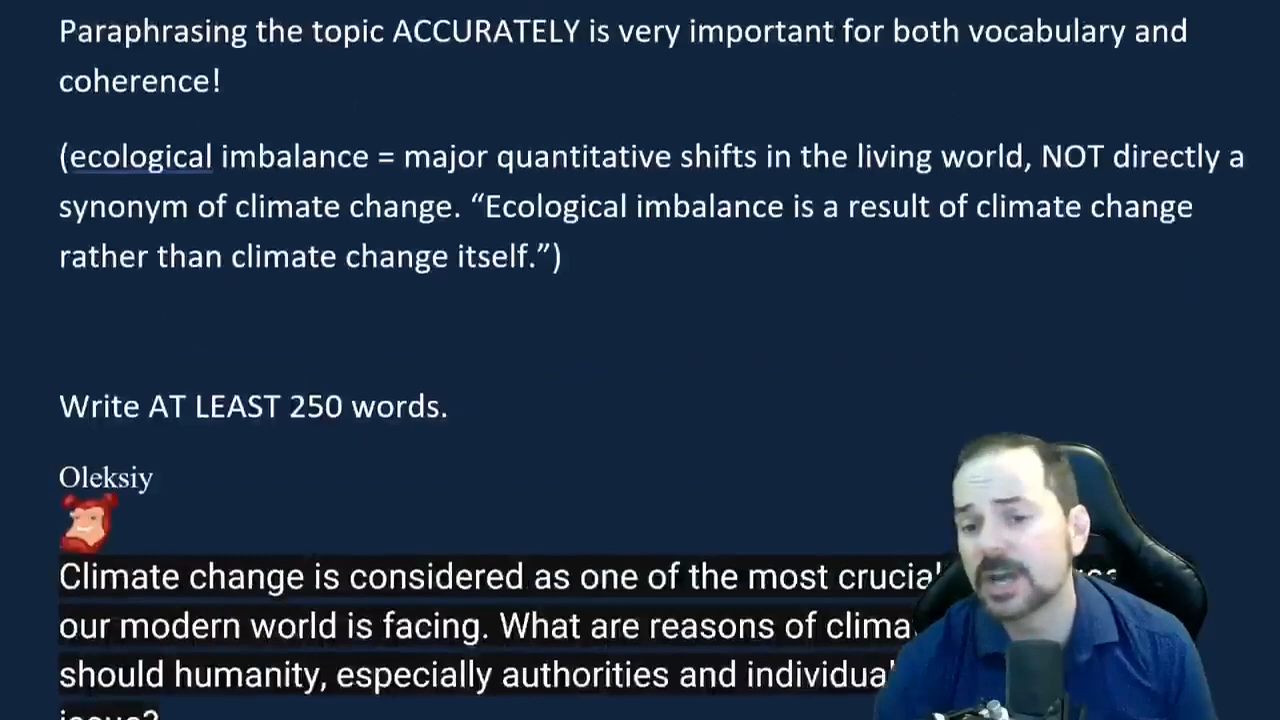 Paraphrasing the topic ACCURATELY is very important for both vocabulary and
coherence!
(ecological imbalance = major quantitative shifts in the living world, NOT directly a
synonym of climate change. “Ecological imbalance is a result of climate change
rather than climate change itself.”)
Write AT LEAST 250 words.
Oleksiy
Climate change is considered as one of the most crucial
our modern world is facing. What are reasons of
should humanity, especially authorities and
issue?